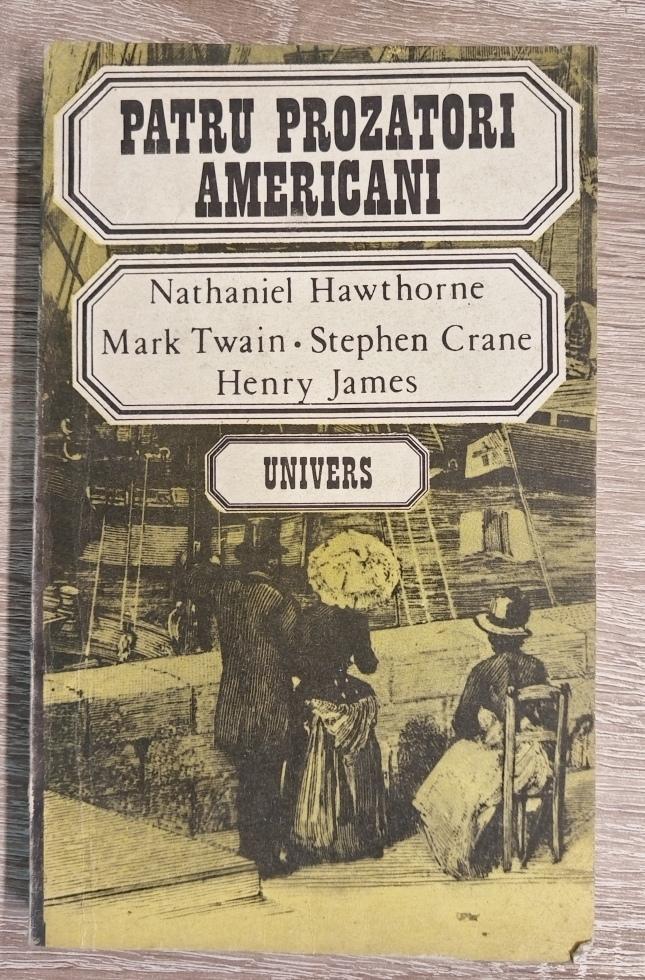 PATRU PROZATORI
AMERICANI
Nathaniel Hawthorne
Mark Twain • Stephen Crane
Henry James
UNIVERS